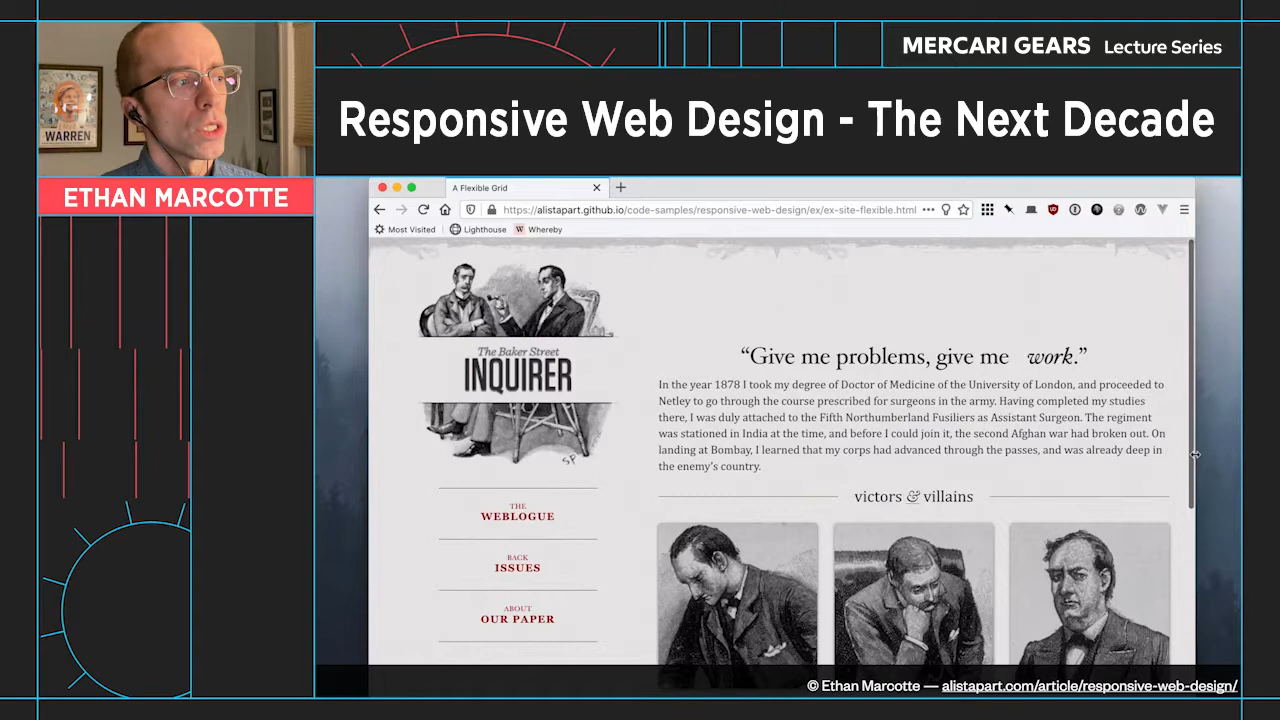 MERCARI GEARS Lecture Series
Responsive Web Design - The Next Decade
WARREN
ETHAN MARCOTTE
A Flexible Grid
https://alistapart.github.io/code-samples/responsive-web-design/ex/ex-site-flexible.html
Most Visited Lighthouse W Whereby
The Baker Street
INQUIRER
SP
THE
WEBLOGUE
BACK
ISSUES
ABOUT
OUR PAPER
“Give me problems, give me work.”
In the year 1878 I took my degree of Doctor of Medicine of the University of London, and proceeded to
Netley to go through the course prescribed for surgeons in the army. Having completed my studies
there, I was duly attached to the Fifth Northumberland Fusiliers as Assistant Surgeon. The regiment
was stationed in India at the time, and before I could join it, the second Afghan war had broken out. On
landing at Bombay, I learned that my corps had advanced through the passes, and was already deep in
the enemy’s country.
victors & villains
© Ethan Marcotte — alistapart.com/article/responsive-web-design/